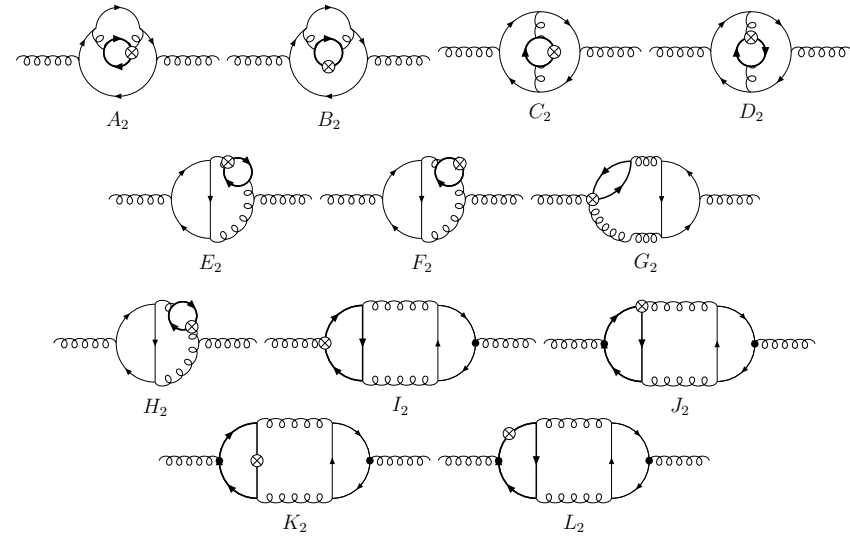 A₂ B₂ C₂ D₂
E₂ F₂ G₂
H₂ I₂ J₂
K₂ L₂